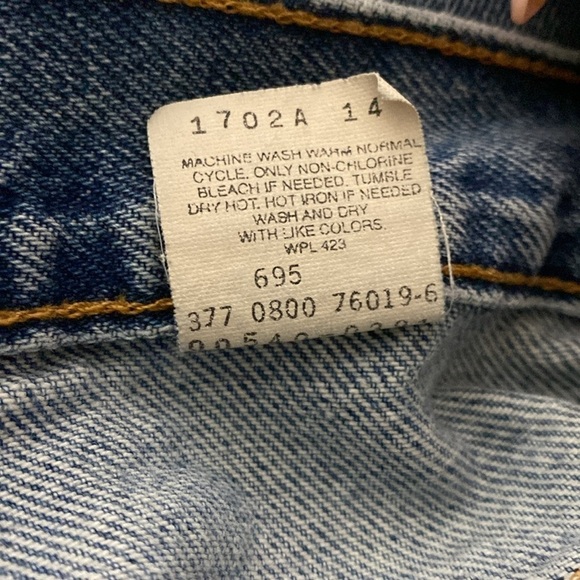 1702A 14
MACHINE WASH WARM NORMAL
CYCLE. ONLY NON-CHLORINE
BLEACH IF NEEDED. TUMBLE
DRY HOT. HOT IRON IF NEEDED
WASH AND DRY
WITH LIKE COLORS.
WPL 423
695
377 0800 76019-6